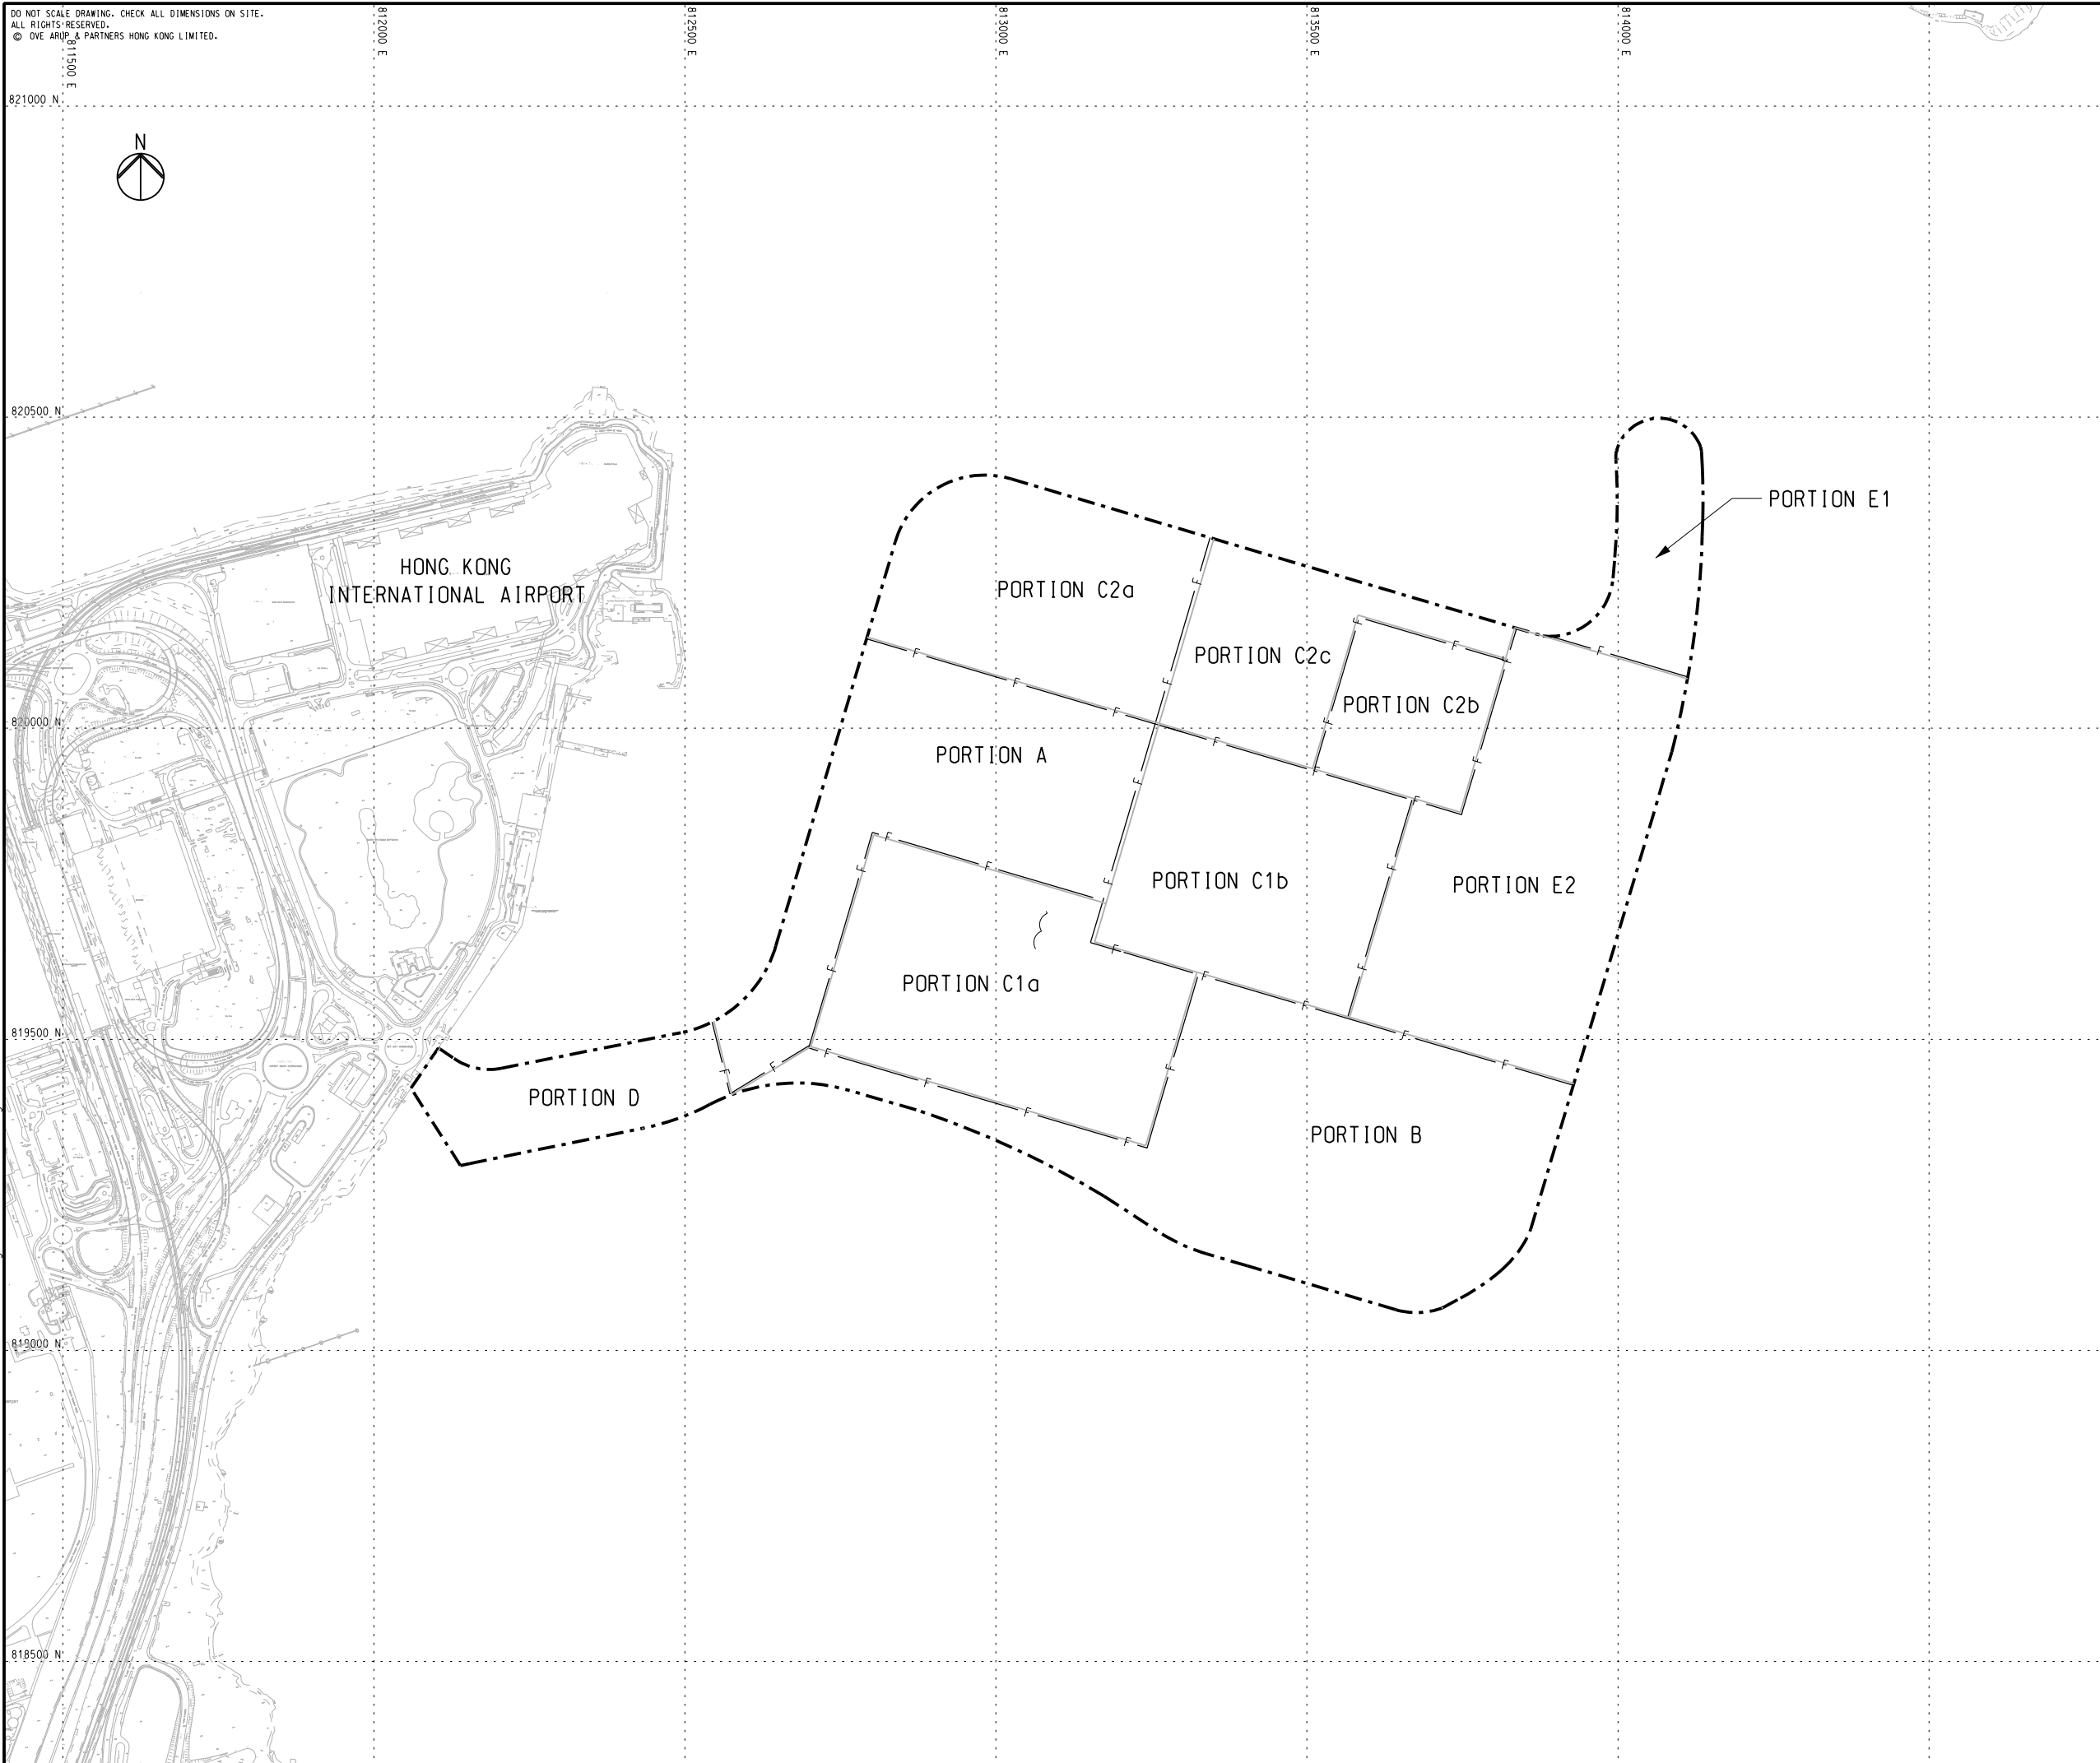 DO NOT SCALE DRAWING. CHECK ALL DIMENSIONS ON SITE.
ALL RIGHTS RESERVED.
© OVE ARUP & PARTNERS HONG KONG LIMITED.
811500 E
812000 E
812500 E
813000 E
813500 E
814000 E
821000 N
N
820500 N
PORTION E1
HONG KONG
INTERNATIONAL AIRPORT
PORTION C2a
PORTION C2c
PORTION C2b
820000 N
PORTION A
PORTION C1b
PORTION E2
PORTION C1a
819500 N
PORTION D
PORTION B
819000 N
818500 N